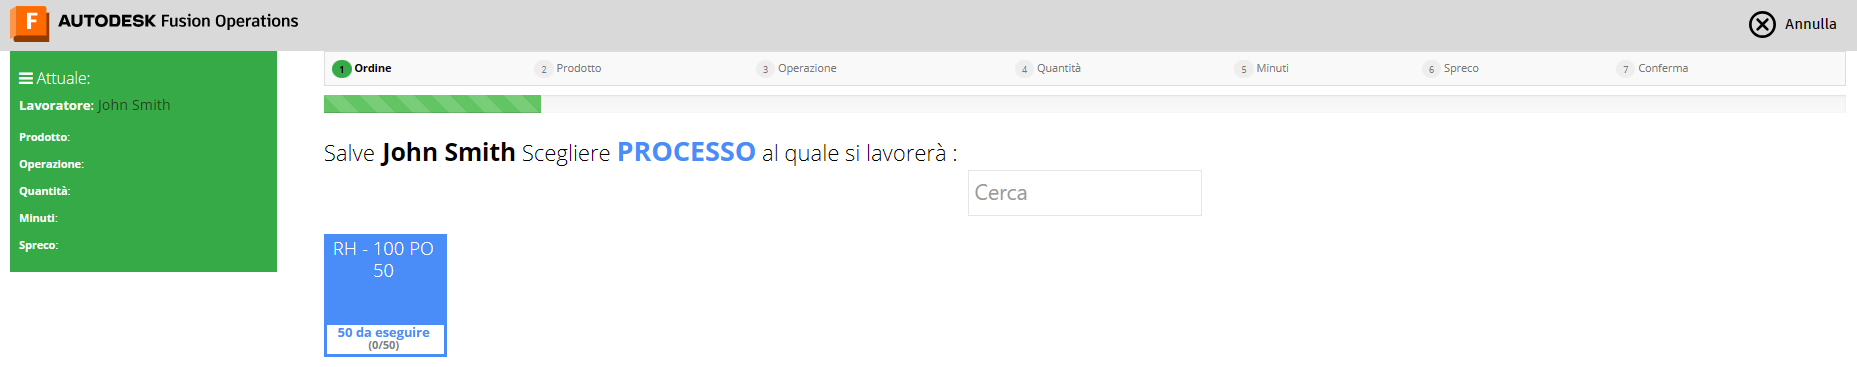 F AUTODESK Fusion Operations
Annulla
Attuale:
Lavoratore: John Smith
Prodotto:
Operazione:
Quantità:
Minuti:
Spreco:
1 Ordine
2 Prodotto
3 Operazione
4 Quantità
5 Minuti
6 Spreco
7 Conferma
Salve John Smith Scegliere PROCESSO al quale si lavorerà :
Cerca
RH - 100 PO
50
50 da eseguire
(0/50)